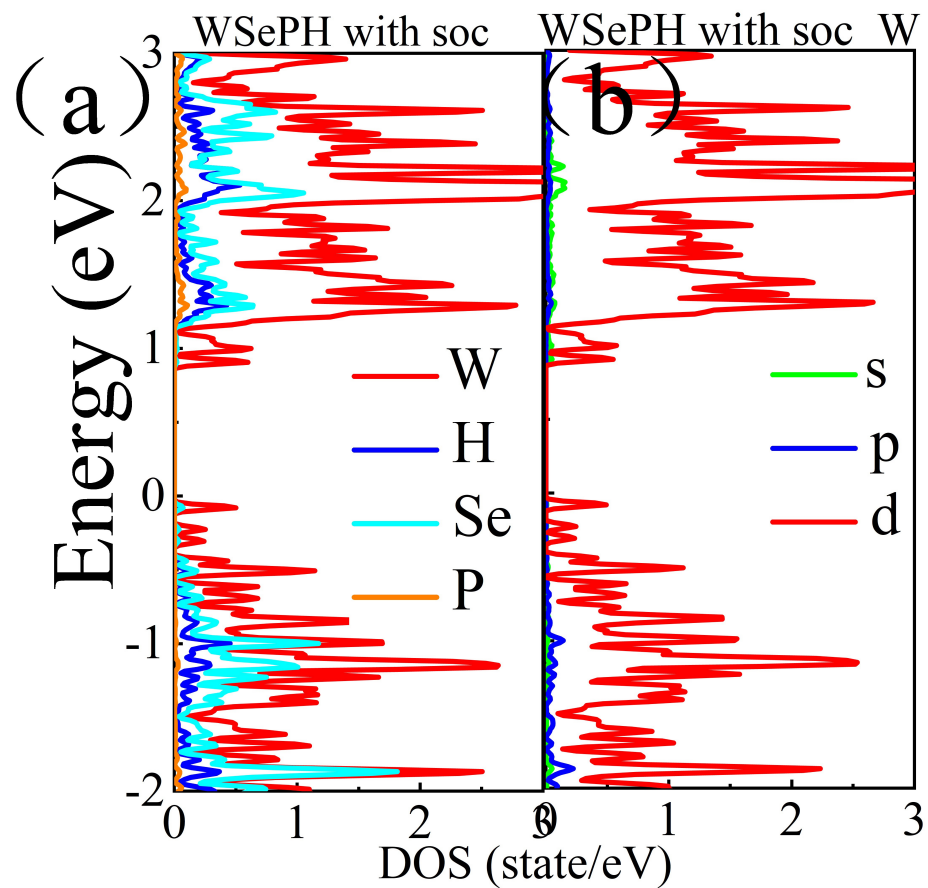 WSePH with soc
WSePH with soc W
(a)
(b)
Energy (eV)
3
2
1
0
-1
-2
W
H
Se
P
s
p
d
0 1 2 3
0 1 2 3
DOS (state/eV)